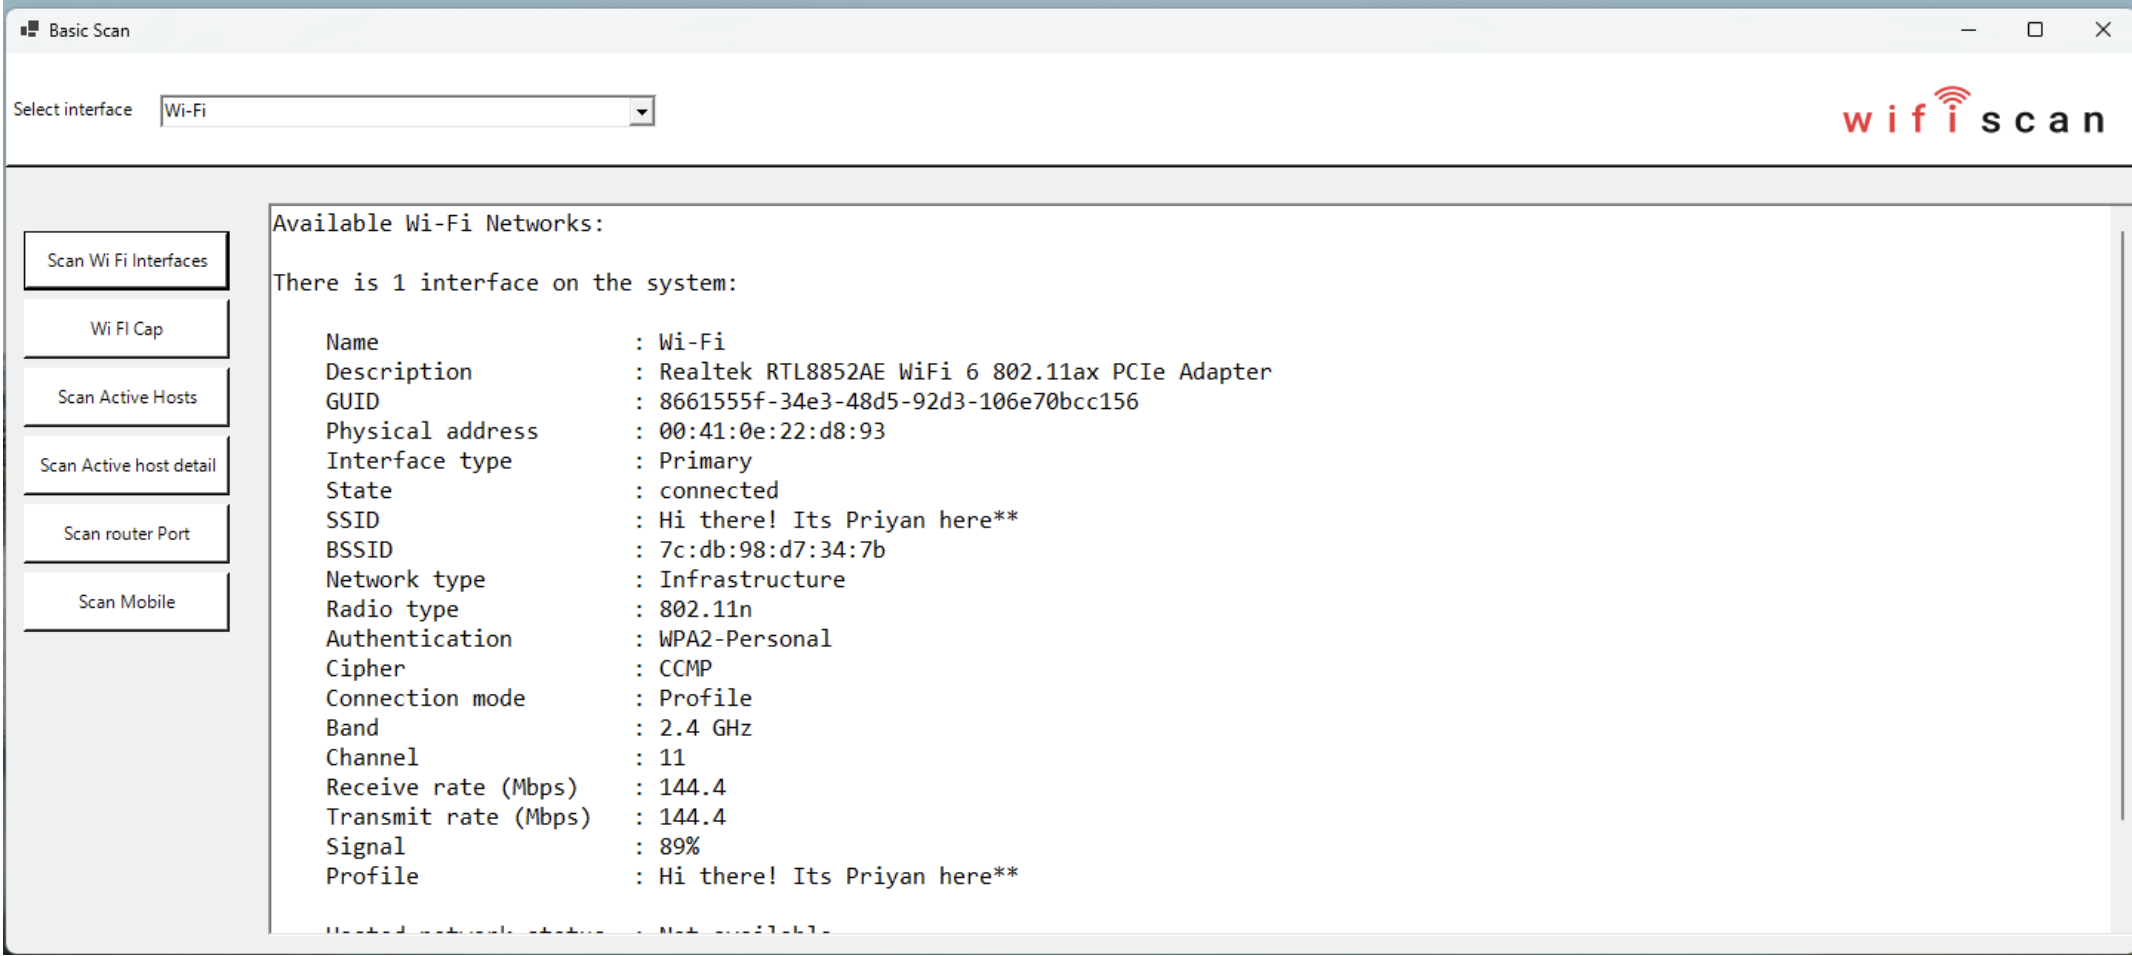 Basic Scan
Select interface Wi-Fi
wifiscan
Scan Wi Fi Interfaces
Wi FI Cap
Scan Active Hosts
Scan Active host detail
Scan router Port
Scan Mobile
Available Wi-Fi Networks:
There is 1 interface on the system:
Name : Wi-Fi
Description : Realtek RTL8852AE WiFi 6 802.11ax PCIe Adapter
GUID : 8661555f-34e3-48d5-92d3-106e70bcc156
Physical address : 00:41:0e:22:d8:93
Interface type : Primary
State : connected
SSID : Hi there! Its Priyan here**
BSSID : 7c:db:98:d7:34:7b
Network type : Infrastructure
Radio type : 802.11n
Authentication : WPA2-Personal
Cipher : CCMP
Connection mode : Profile
Band : 2.4 GHz
Channel : 11
Receive rate (Mbps) : 144.4
Transmit rate (Mbps) : 144.4
Signal : 89%
Profile : Hi there! Its Priyan here**
Hosted network status : Not available